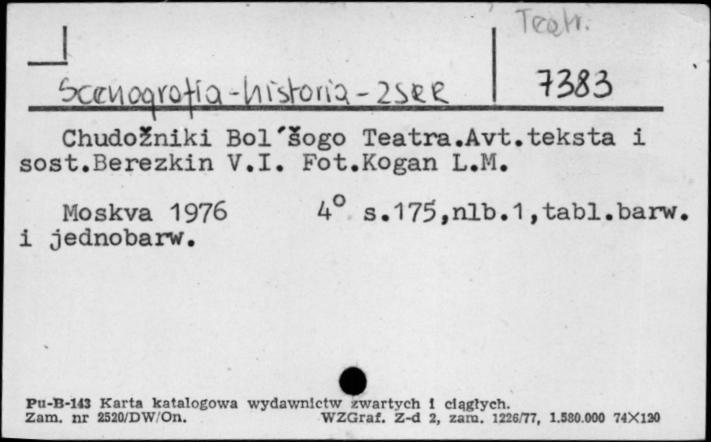 Teatr.
Scenografia - historia - ZSRR 7383
Chudožniki Bol´šogo Teatra.Avt.teksta i
sost.Berezkin V.I. Fot.Kogan L.M.
Moskva 1976 4° s.175,nlb.1,tabl.barw.
i jednobarw.
Pu-B-143 Karta katalogowa wydawnictw zwartych i ciągłych.
Zam. nr 2520/DW/On. WZGraf. Z-d 2, zam. 1226/77, 1.580.000 74X120